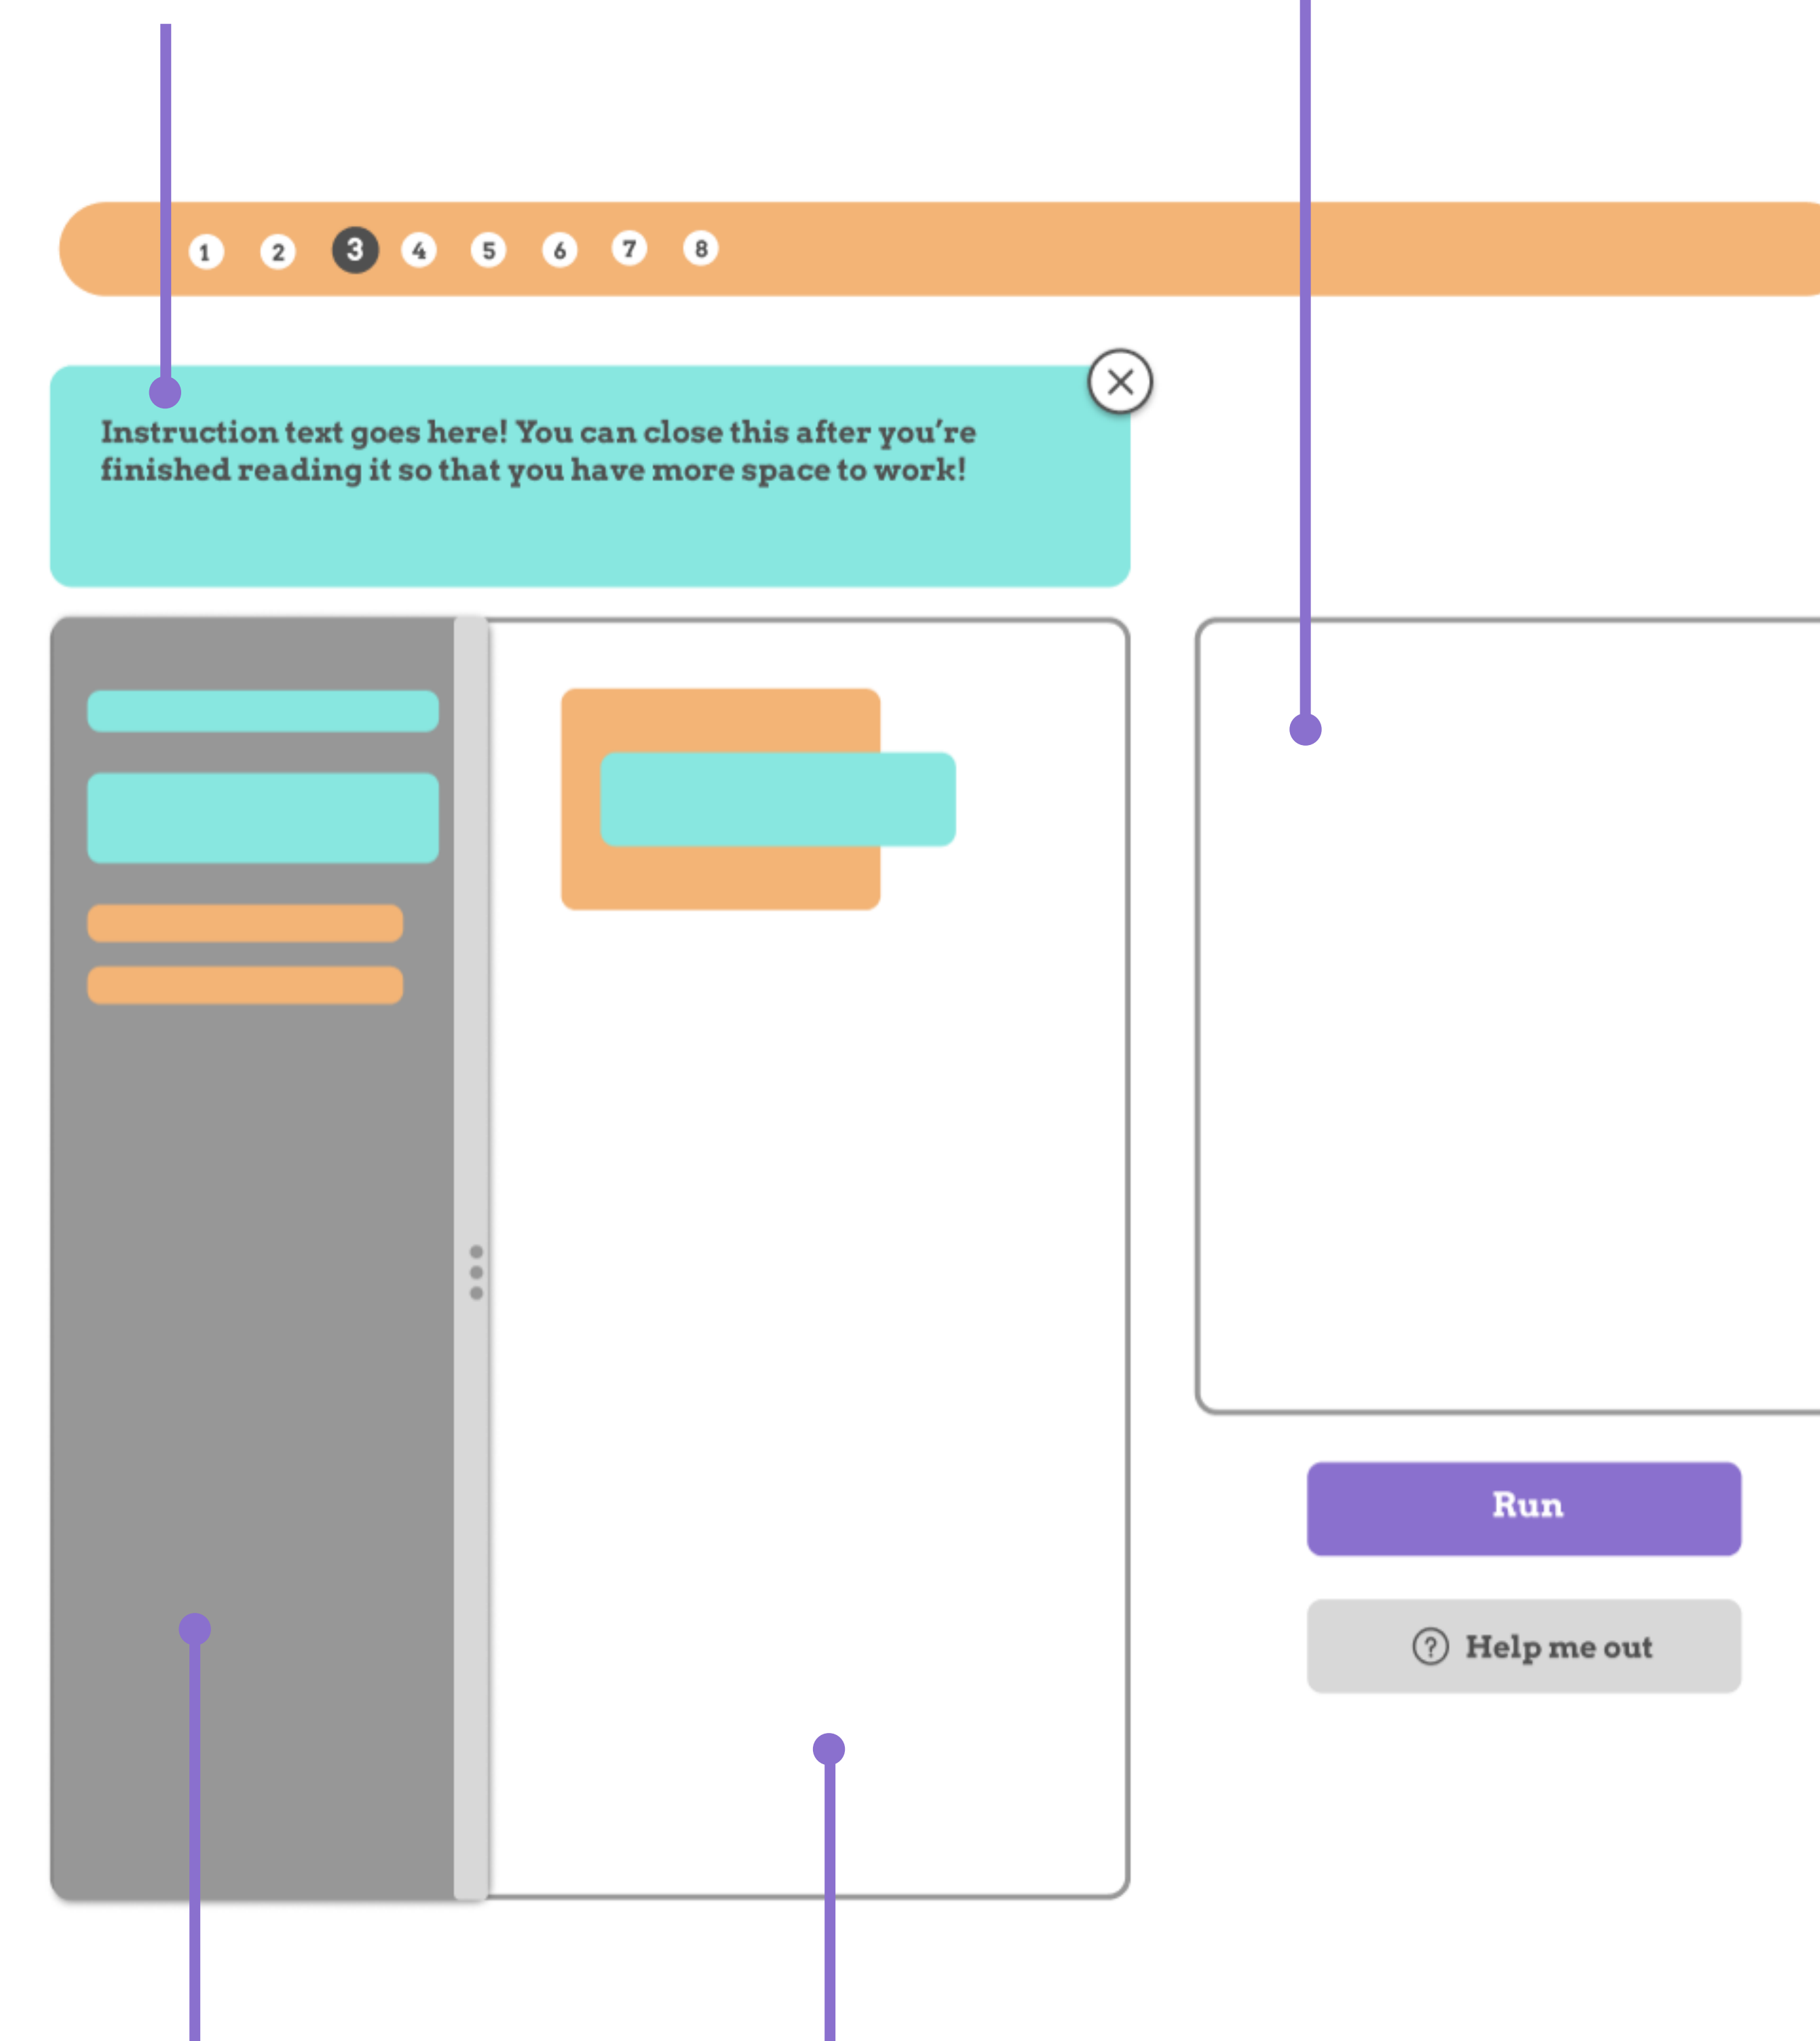 1 2 3 4 5 6 7 8
Instruction text goes here! You can close this after you’re
finished reading it so that you have more space to work!
Run
? Help me out